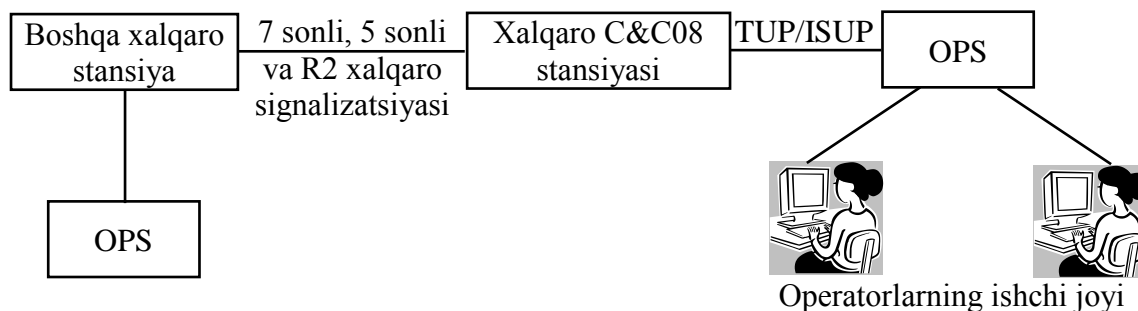 Boshqa xalqaro
stansiya
7 sonli, 5 sonli
va R2 xalqaro
signalizatsiyasi
Xalqaro C&C08
stansiyasi
TUP/ISUP
OPS
OPS
Operatorlarning ishchi joyi